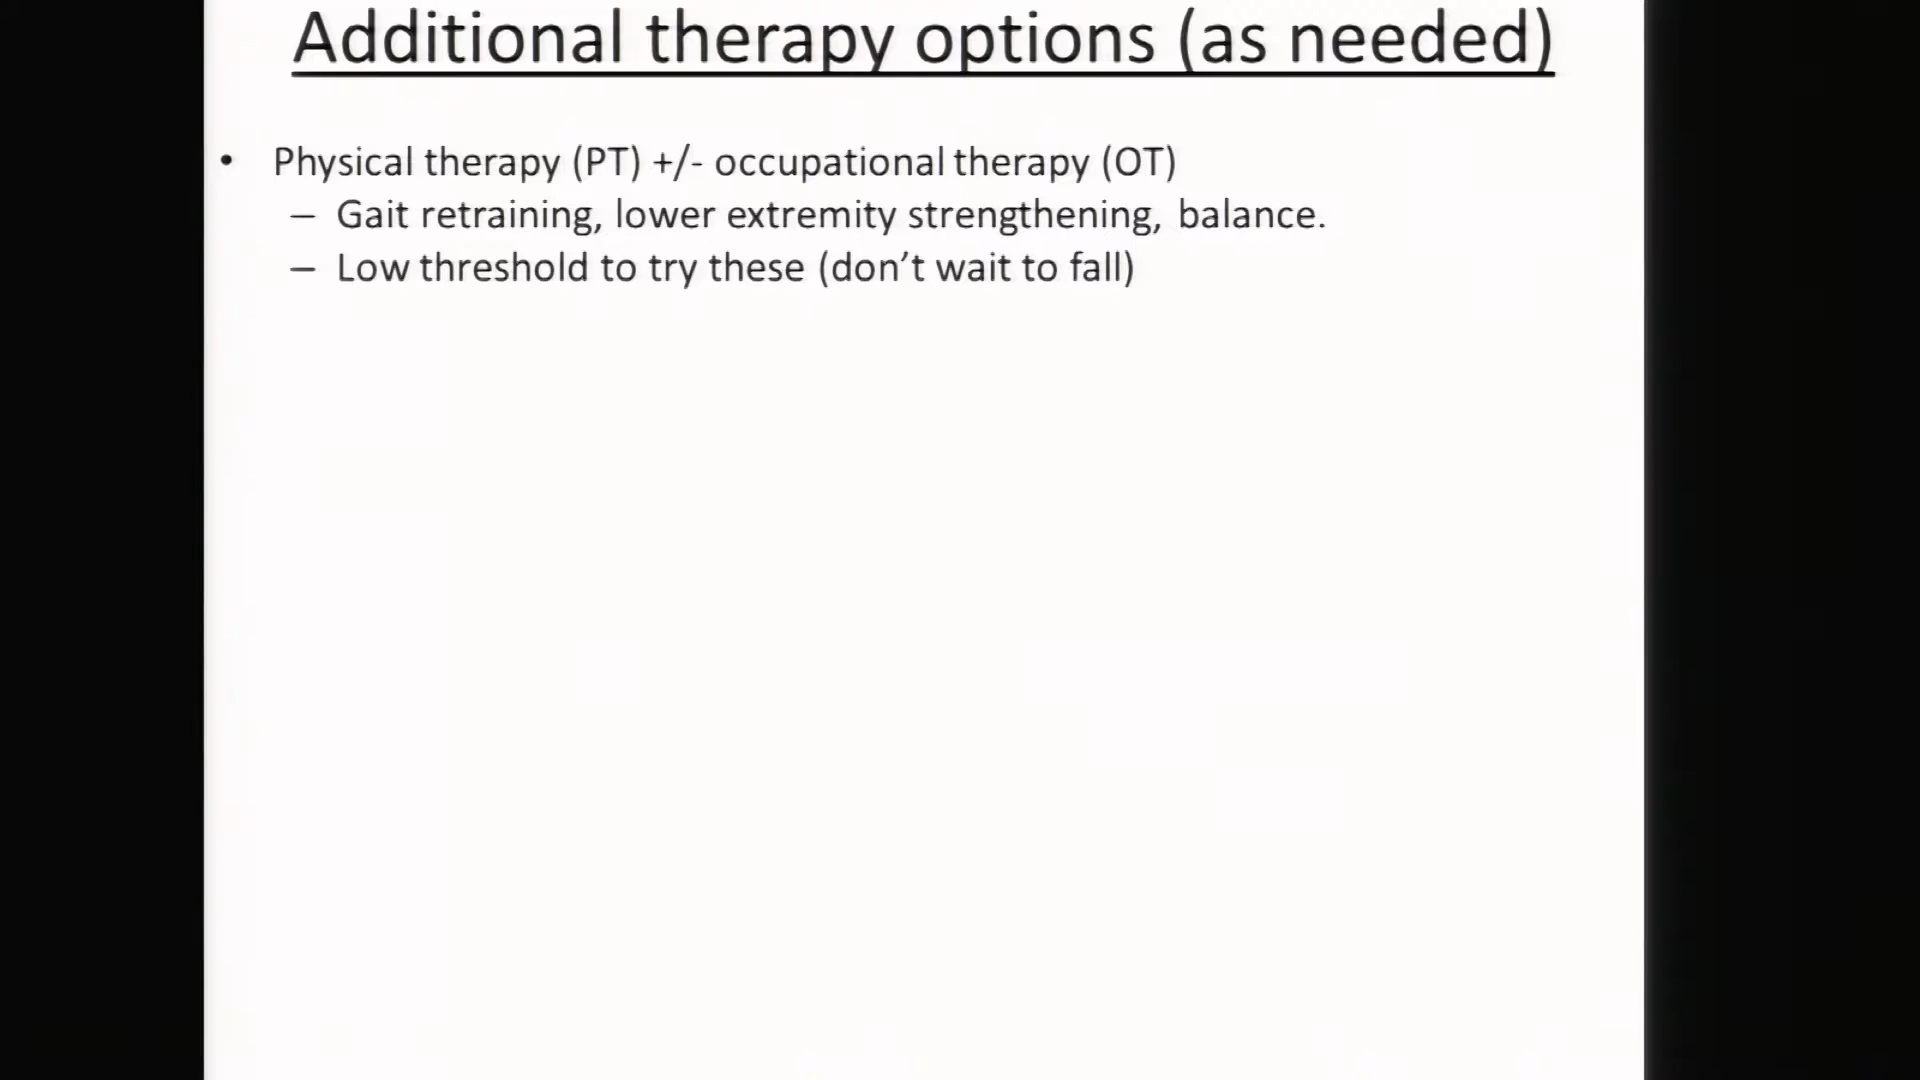 Additional therapy options (as needed)
• Physical therapy (PT) +/- occupational therapy (OT)
– Gait retraining, lower extremity strengthening, balance.
– Low threshold to try these (don’t wait to fall)